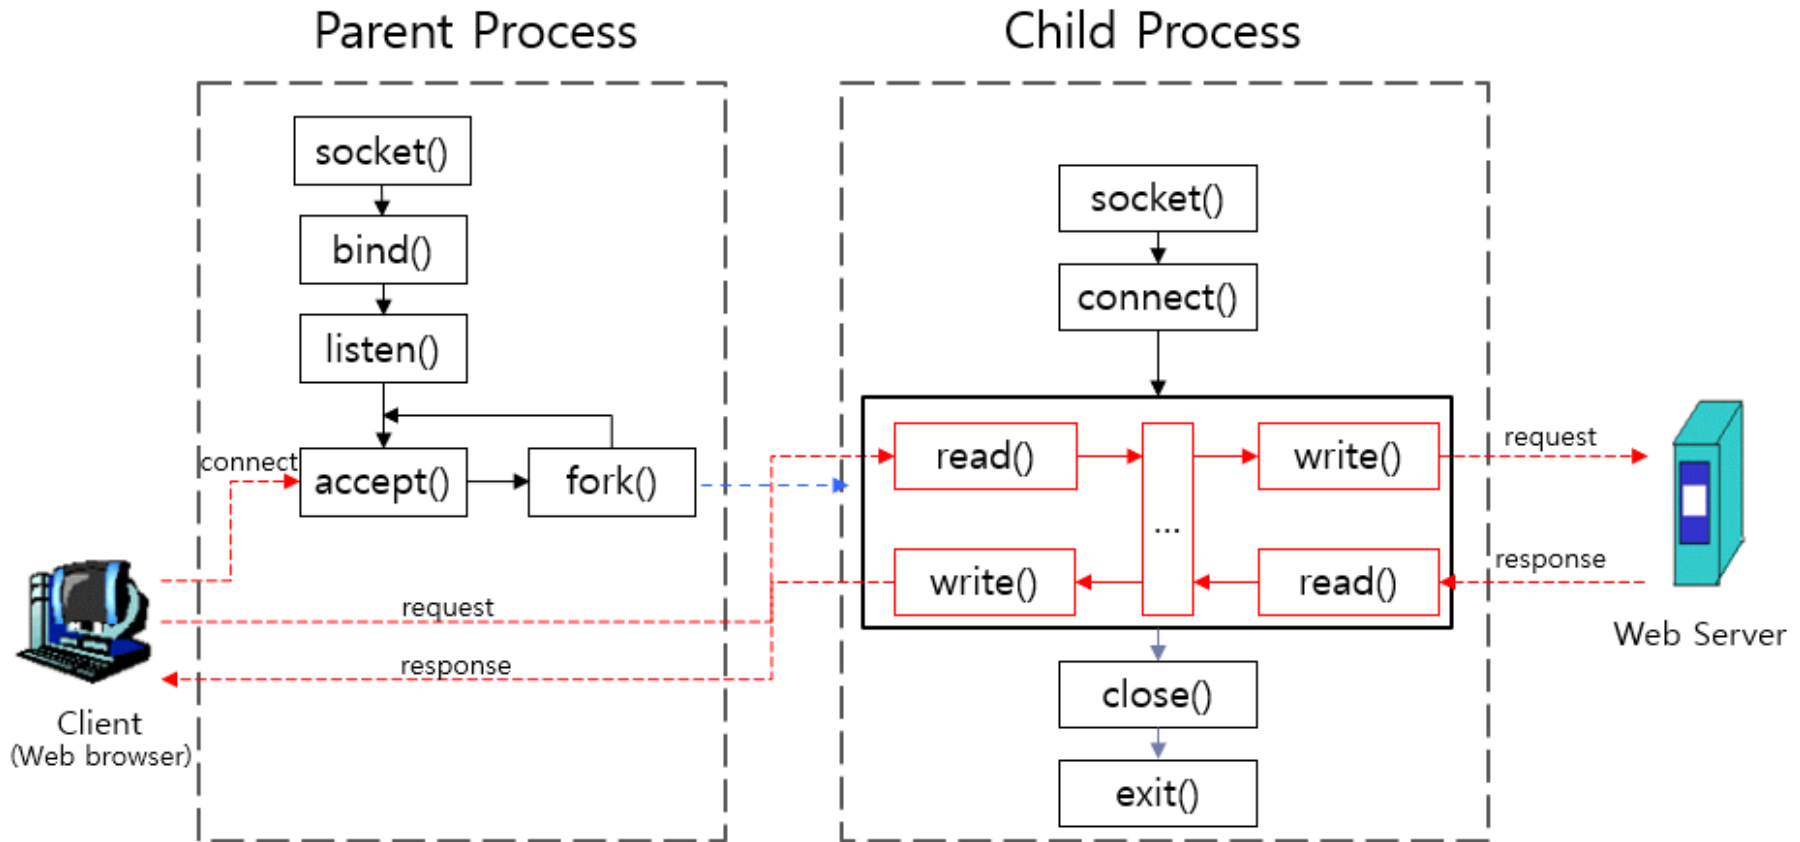 Parent Process
Child Process
socket()
bind()
listen()
connect
accept()
fork()
request
response
Client
(Web browser)
socket()
connect()
read()
write()
...
write()
read()
close()
exit()
request
response
Web Server